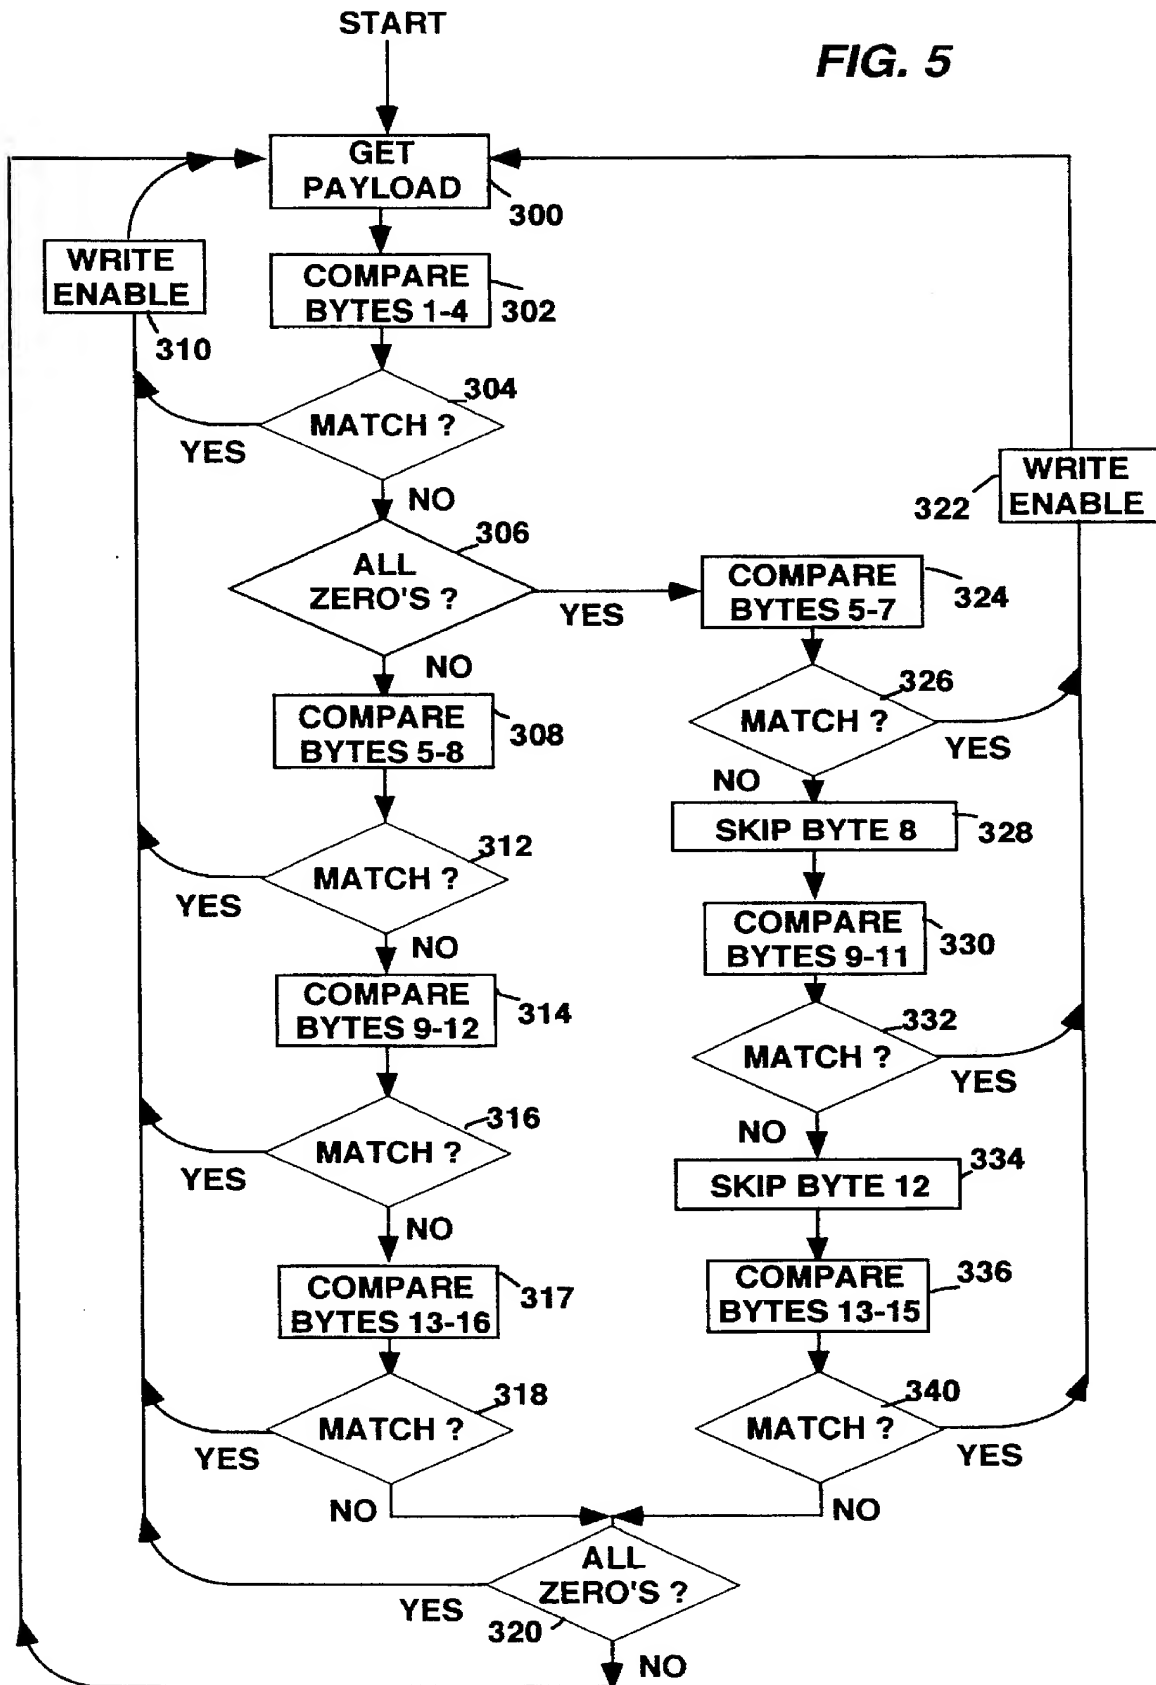 START
FIG. 5
GET
PAYLOAD
300
WRITE
ENABLE
310
COMPARE
BYTES 1-4
302
MATCH ?
304
YES
NO
ALL
ZERO'S ?
306
YES
NO
COMPARE
BYTES 5-8
308
MATCH ?
312
YES
NO
COMPARE
BYTES 9-12
314
MATCH ?
316
YES
NO
COMPARE
BYTES 13-16
317
MATCH ?
318
YES
NO
WRITE
ENABLE
322
COMPARE
BYTES 5-7
324
MATCH ?
326
YES
NO
SKIP BYTE 8
328
COMPARE
BYTES 9-11
330
MATCH ?
332
YES
NO
SKIP BYTE 12
334
COMPARE
BYTES 13-15
336
MATCH ?
340
YES
NO
ALL
ZERO'S ?
320
YES
NO